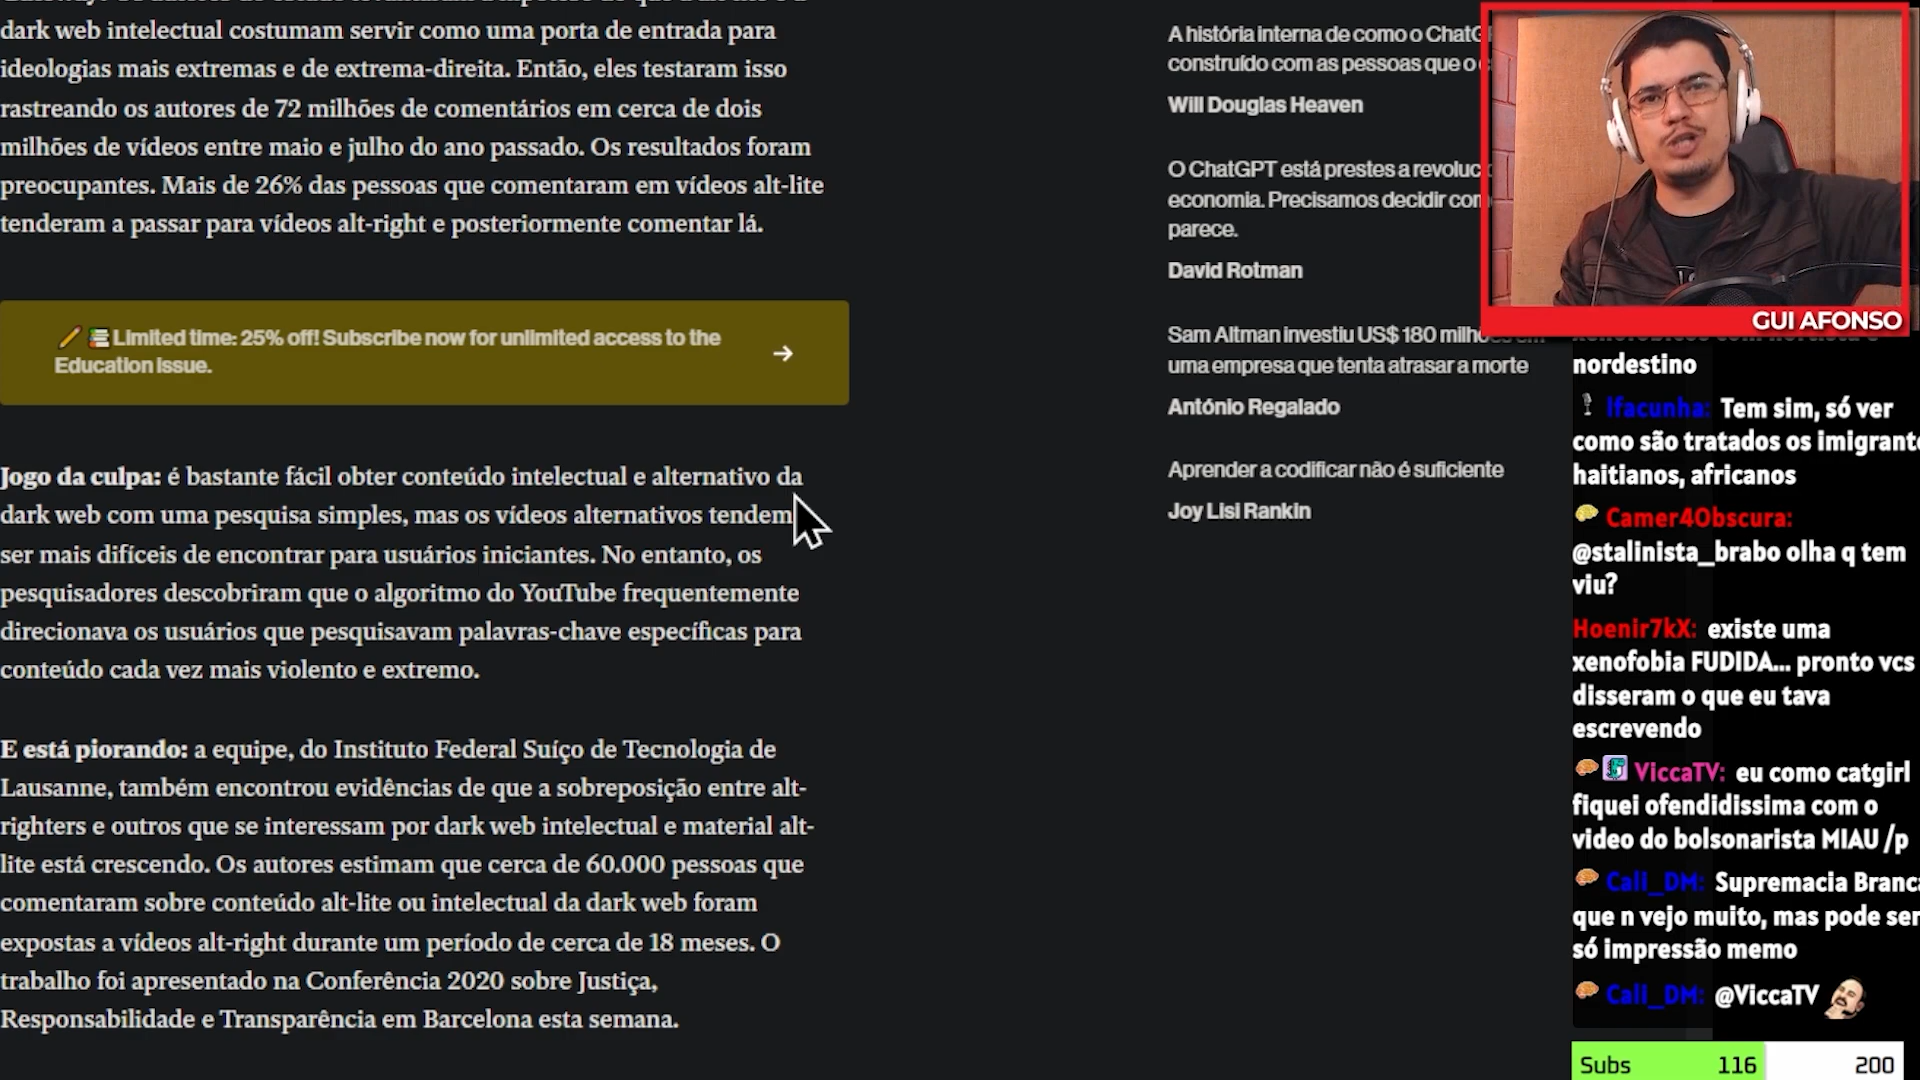 dark web intelectual costumam servir como uma porta de entrada para
ideologias mais extremas e de extrema-direita. Então, eles testaram isso
rastreando os autores de 72 milhões de comentários em cerca de dois
milhões de vídeos entre maio e julho do ano passado. Os resultados foram
preocupantes. Mais de 26% das pessoas que comentaram em vídeos alt-lite
tenderam a passar para vídeos alt-right e posteriormente comentar lá.
Limited time: 25% off! Subscribe now for unlimited access to the
Education Issue.
Jogo da culpa: é bastante fácil obter conteúdo intelectual e alternativo da
dark web com uma pesquisa simples, mas os vídeos alternativos tendem
ser mais difíceis de encontrar para usuários iniciantes. No entanto, os
pesquisadores descobriram que o algoritmo do YouTube frequentemente
direcionava os usuários que pesquisavam palavras-chave específicas para
conteúdo cada vez mais violento e extremo.
E está piorando: a equipe, do Instituto Federal Suíço de Tecnologia de
Lausanne, também encontrou evidências de que a sobreposição entre alt-
righters e outros que se interessam por dark web intelectual e material alt-
lite está crescendo. Os autores estimam que cerca de 60.000 pessoas que
comentaram sobre conteúdo alt-lite ou intelectual da dark web foram
expostas a vídeos alt-right durante um período de cerca de 18 meses. O
trabalho foi apresentado na Conferência 2020 sobre Justiça,
Responsabilidade e Transparência em Barcelona esta semana.
A história interna de como o ChatG
construído com as pessoas que o
Will Douglas Heaven
O ChatGPT está prestes a revoluc
economia. Precisamos decidir com
parece.
David Rotman
Sam Altman investiu US$ 180 milhões em
uma empresa que tenta atrasar a morte
António Regalado
Aprender a codificar não é suficiente
Joy Lisi Rankin
GUI AFONSO
nordestino
lfacunha: Tem sim, só ver
como são tratados os imigrante
haitianos, africanos
Camer4Obscura:
@stalinista_brabo olha q tem
viu?
Hoenir7kX: existe uma
xenofobia FUDIDA... pronto vcs
disseram o que eu tava
escrevendo
ViccaTV: eu como catgirl
fiquei ofendidissima com o
video do bolsonarista MIAU /p
Cali_DM: Supremacia Branca
que n vejo muito, mas pode ser
só impressão memo
Cali_DM: @ViccaTV
Subs 116 200